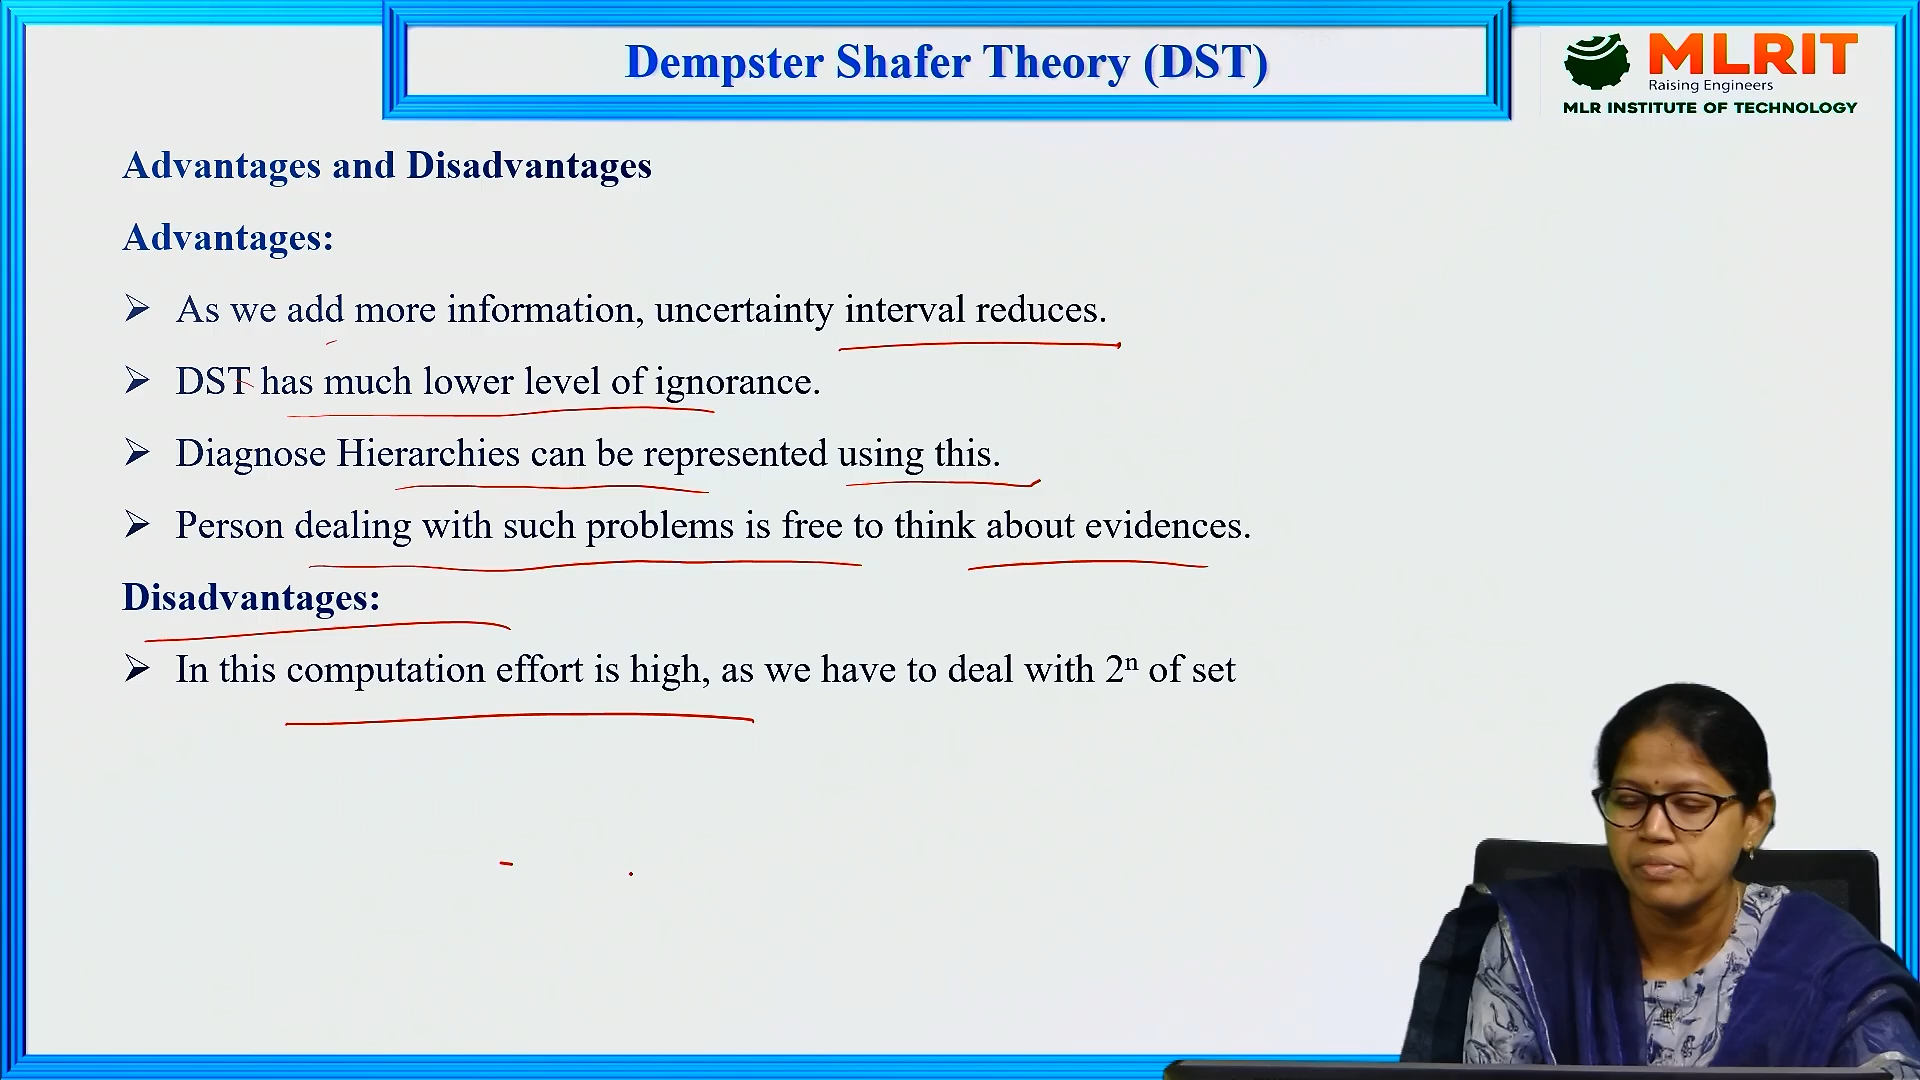 Dempster Shafer Theory (DST)
MLRIT
Raising Engineers
MLR INSTITUTE OF TECHNOLOGY
Advantages and Disadvantages
Advantages:
➢ As we add more information, uncertainty interval reduces.
➢ DST has much lower level of ignorance.
➢ Diagnose Hierarchies can be represented using this.
➢ Person dealing with such problems is free to think about evidences.
Disadvantages:
➢ In this computation effort is high, as we have to deal with 2ⁿ of set